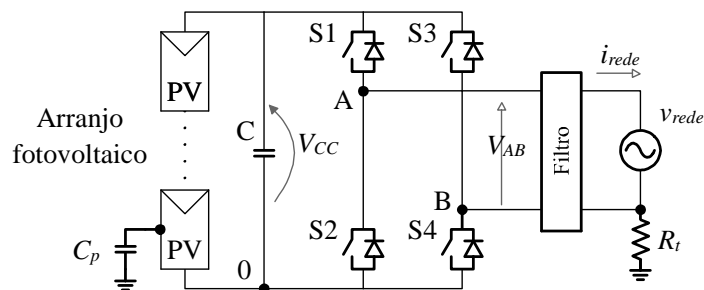 S1
S3
i_rede
PV
A
Arranjo
fotovoltaico
C
V_CC
V_AB
Filtro
v_rede
B
S2
S4
C_p
PV
R_t
0